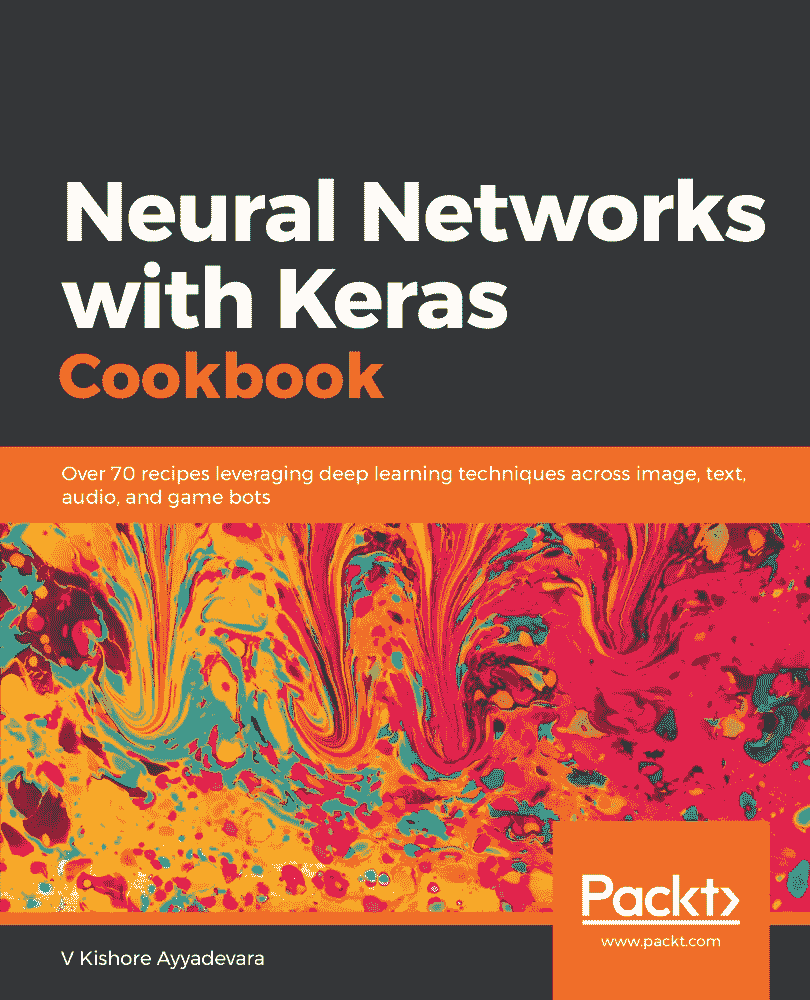 Neural Networks
with Keras
Cookbook
Over 70 recipes leveraging deep learning techniques across image, text,
audio, and game bots
Packt>
www.packt.com
V Kishore Ayyadevara